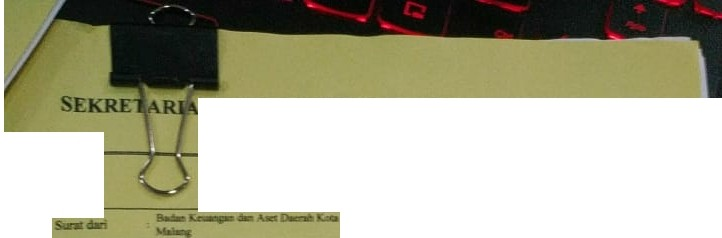 SEKRETARIA
Surat dari : Badan Keuangan dan Aset Daerah Kota
Malang